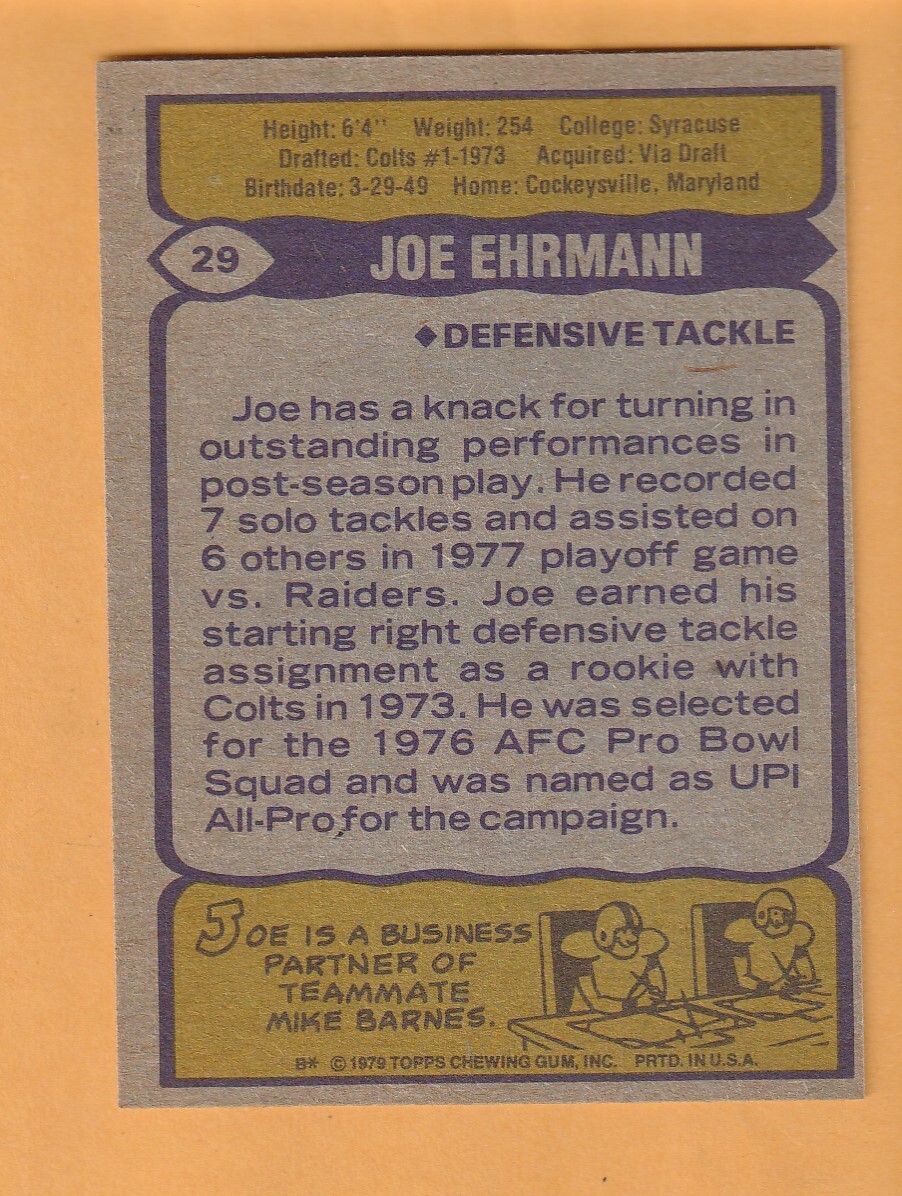 Height: 6'4" Weight: 254 College: Syracuse
Drafted: Colts #1-1973 Acquired: Via Draft
Birthdate: 3-29-49 Home: Cockeysville, Maryland
29 JOE EHRMANN
◆DEFENSIVE TACKLE
Joe has a knack for turning in
outstanding performances in
post-season play. He recorded
7 solo tackles and assisted on
6 others in 1977 playoff game
vs. Raiders. Joe earned his
starting right defensive tackle
assignment as a rookie with
Colts in 1973. He was selected
for the 1976 AFC Pro Bowl
Squad and was named as UPI
All-Pro for the campaign.
JOE IS A BUSINESS
PARTNER OF
TEAMMATE
MIKE BARNES.
B* © 1979 TOPPS CHEWING GUM, INC. PRTD. IN U.S.A.